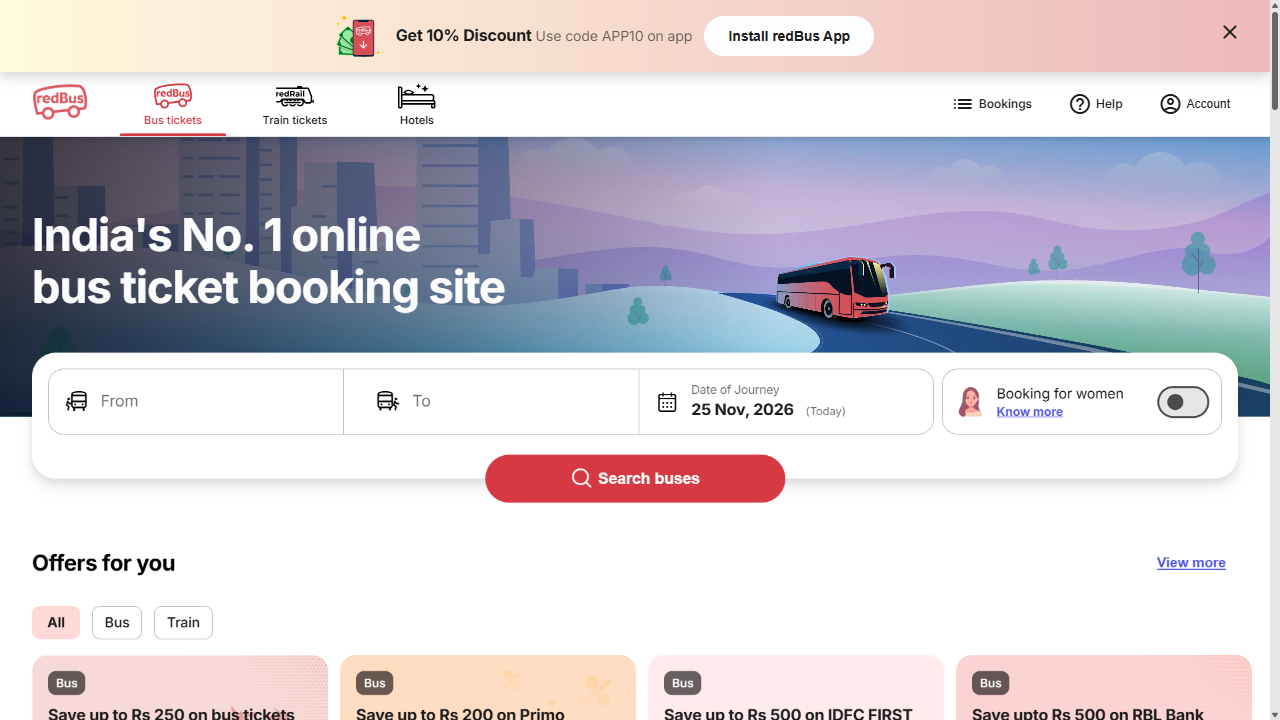 Get 10% Discount Use code APP10 on app
Install redBus App
redBus
redBus
Bus tickets
redRail
Train tickets
Hotels
Bookings
Help
Account
India's No. 1 online
bus ticket booking site
From
To
Date of Journey
25 Nov, 2026 (Today)
Booking for women
Know more
Search buses
Offers for you
View more
All
Bus
Train
Bus
Save up to Rs 250 on bus tickets
Bus
Save up to Rs 200 on Primo
Bus
Save up to Rs 500 on IDFC FIRST
Bus
Save upto Rs 500 on RBL Bank